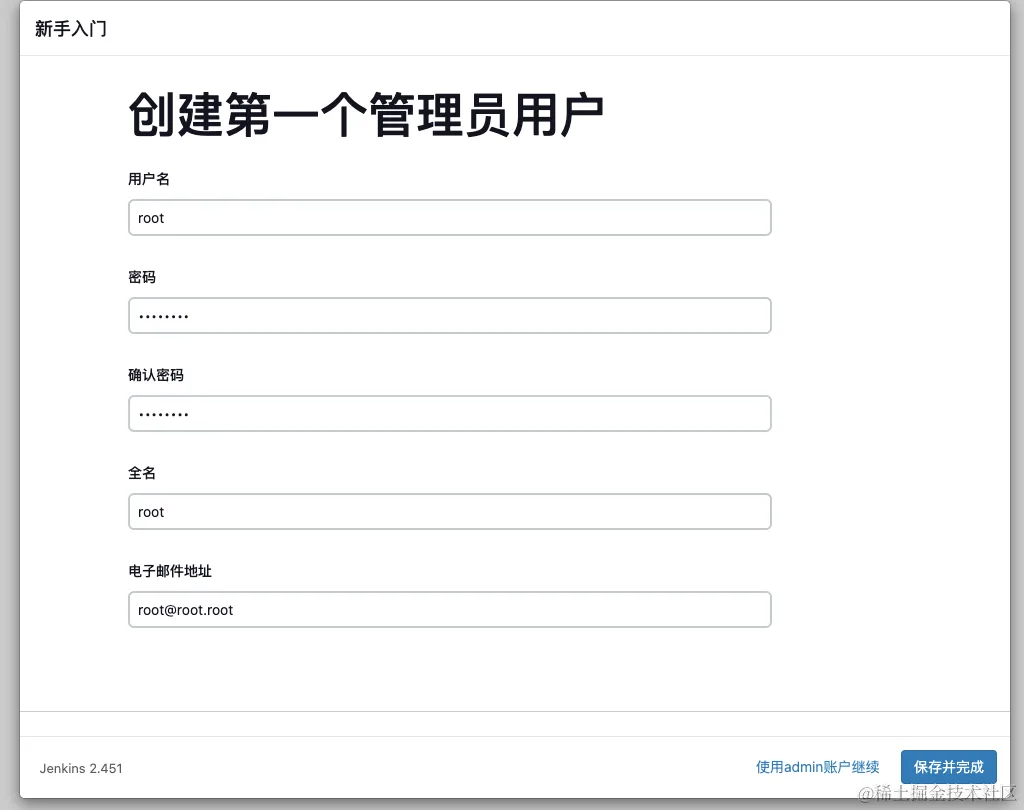 新手入门
创建第一个管理员用户
用户名
root
密码
••••••••
确认密码
••••••••
全名
root
电子邮件地址
root@root.root
Jenkins 2.451
使用admin账户继续
保存并完成
@稀土掘金技术社区